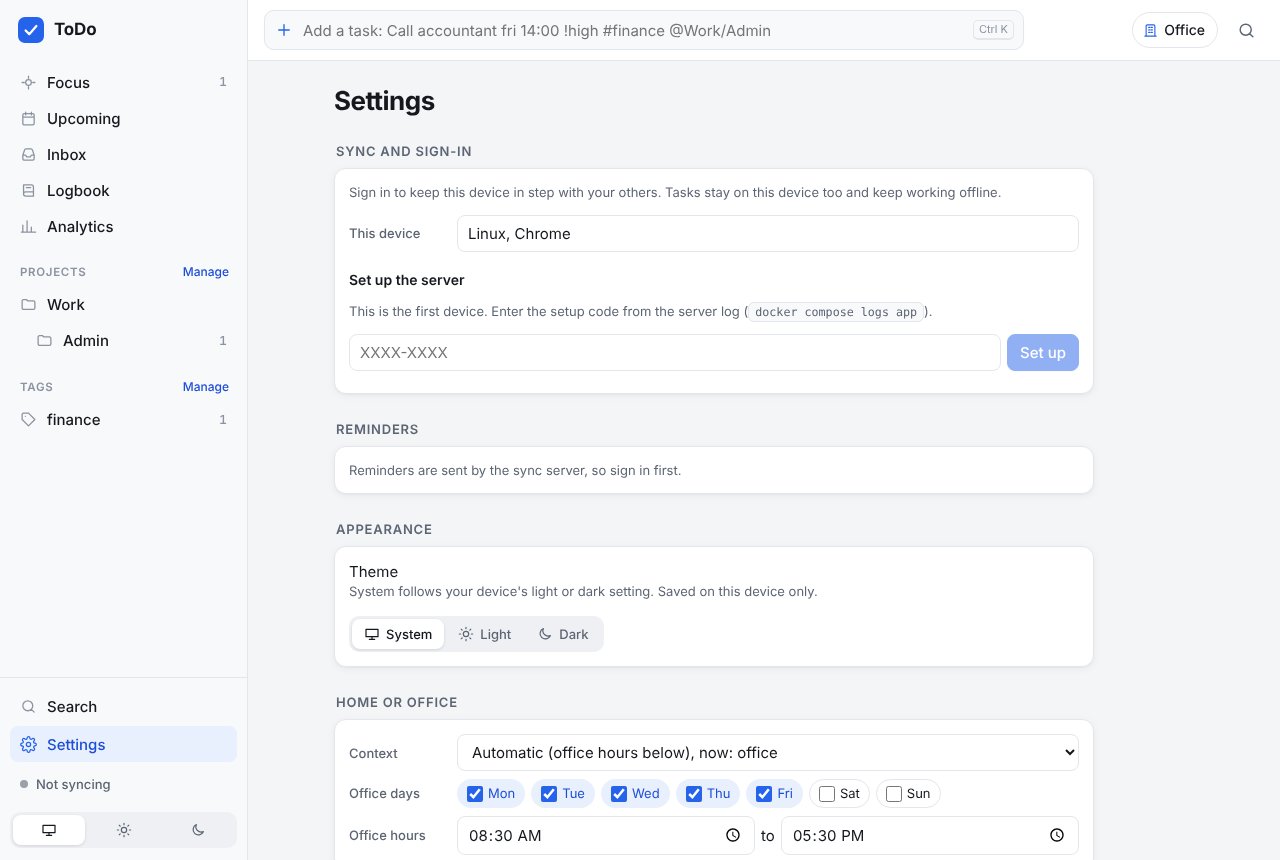 ToDo
Add a task: Call accountant fri 14:00 !high #finance @Work/Admin
Ctrl K
Office
Focus 1
Upcoming
Inbox
Logbook
Analytics
PROJECTS Manage
Work
Admin 1
TAGS Manage
finance 1
Search
Settings
Not syncing
Settings
SYNC AND SIGN-IN
Sign in to keep this device in step with your others. Tasks stay on this device too and keep working offline.
This device Linux, Chrome
Set up the server
This is the first device. Enter the setup code from the server log (docker compose logs app).
XXXX-XXXX Set up
REMINDERS
Reminders are sent by the sync server, so sign in first.
APPEARANCE
Theme
System follows your device's light or dark setting. Saved on this device only.
System Light Dark
HOME OR OFFICE
Context Automatic (office hours below), now: office
Office days Mon Tue Wed Thu Fri Sat Sun
Office hours 08:30 AM to 05:30 PM